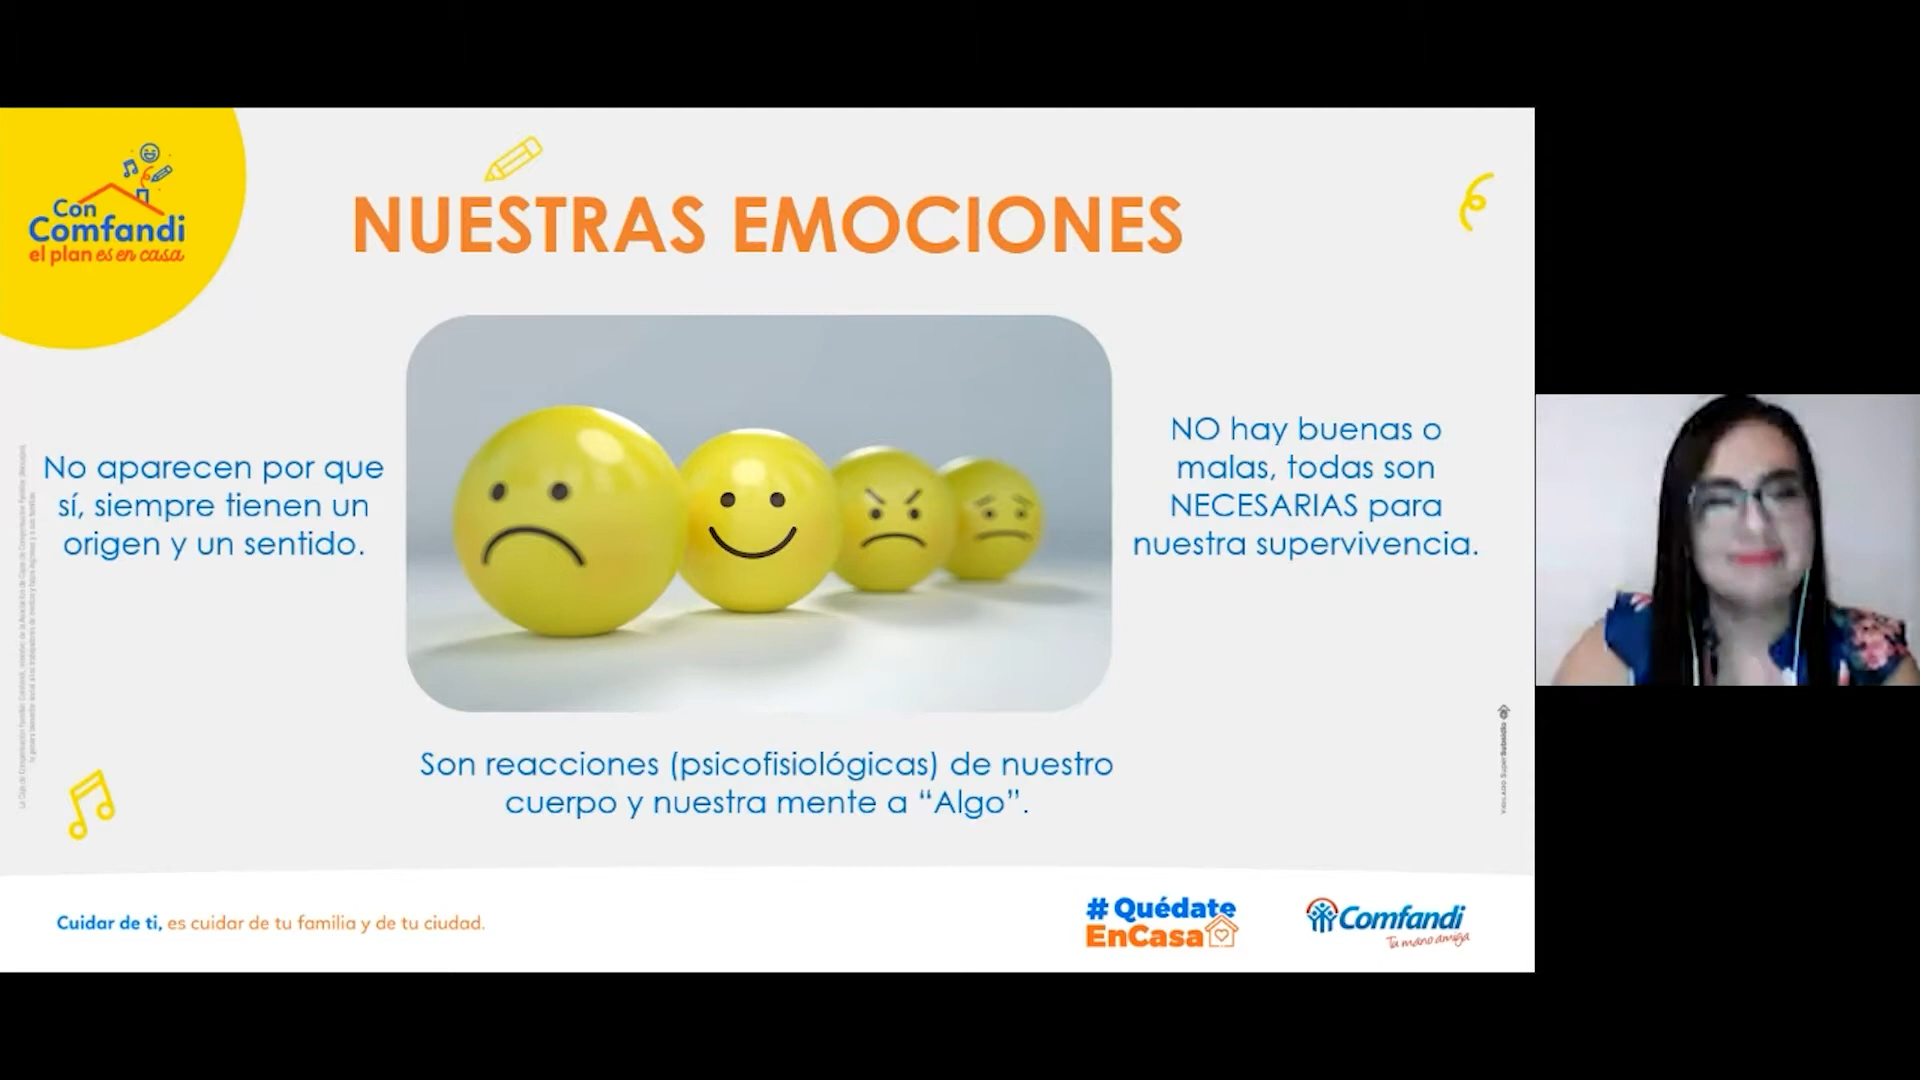 Con
Comfandi
el plan es en casa
NUESTRAS EMOCIONES
No aparecen por que
sí, siempre tienen un
origen y un sentido.
NO hay buenas o
malas, todas son
NECESARIAS para
nuestra supervivencia.
Son reacciones (psicofisiológicas) de nuestro
cuerpo y nuestra mente a “Algo”.
Cuidar de ti, es cuidar de tu familia y de tu ciudad.
# Quédate
EnCasa
Comfandi
Tu mano amiga
VIGILADO SuperSubsidio